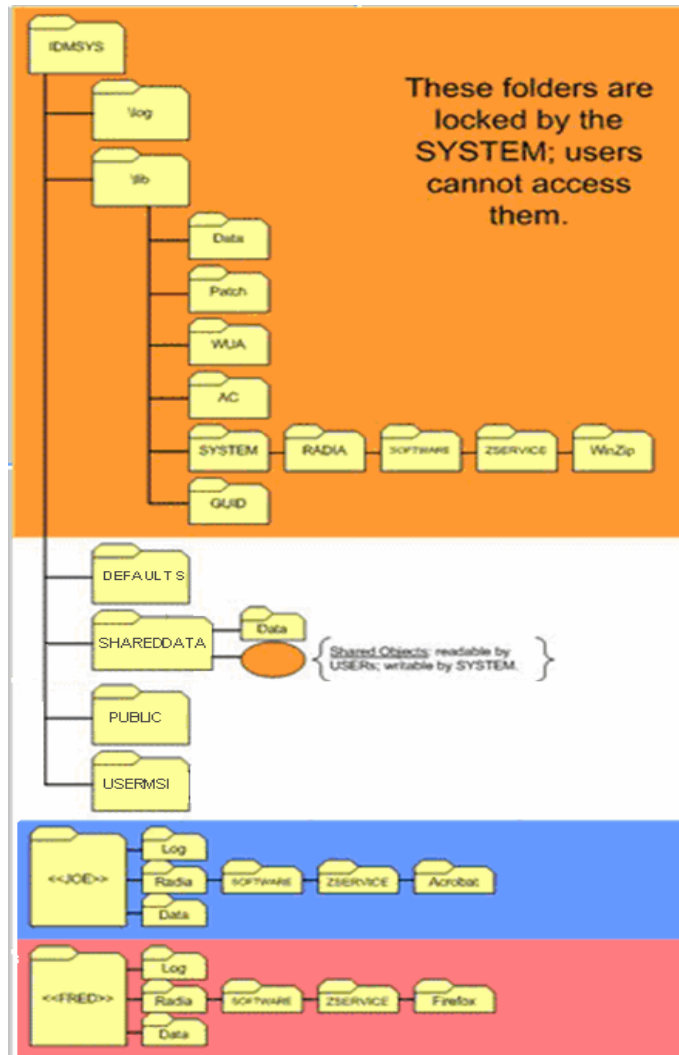 IDMSYS
These folders are
locked by the
SYSTEM; users
cannot access
them.
\log
\lib
Data
Patch
WUA
AC
SYSTEM
RADIA
SOFTWARE
ZSERVICE
WinZip
GUID
DEFAULTS
SHAREDDATA
Data
Shared Objects: readable by
USERs; writable by SYSTEM.
PUBLIC
USERMSI
<<JOE>>
Log
Radia
SOFTWARE
ZSERVICE
Acrobat
Data
<<FRED>>
Log
Radia
SOFTWARE
ZSERVICE
Firefox
Data